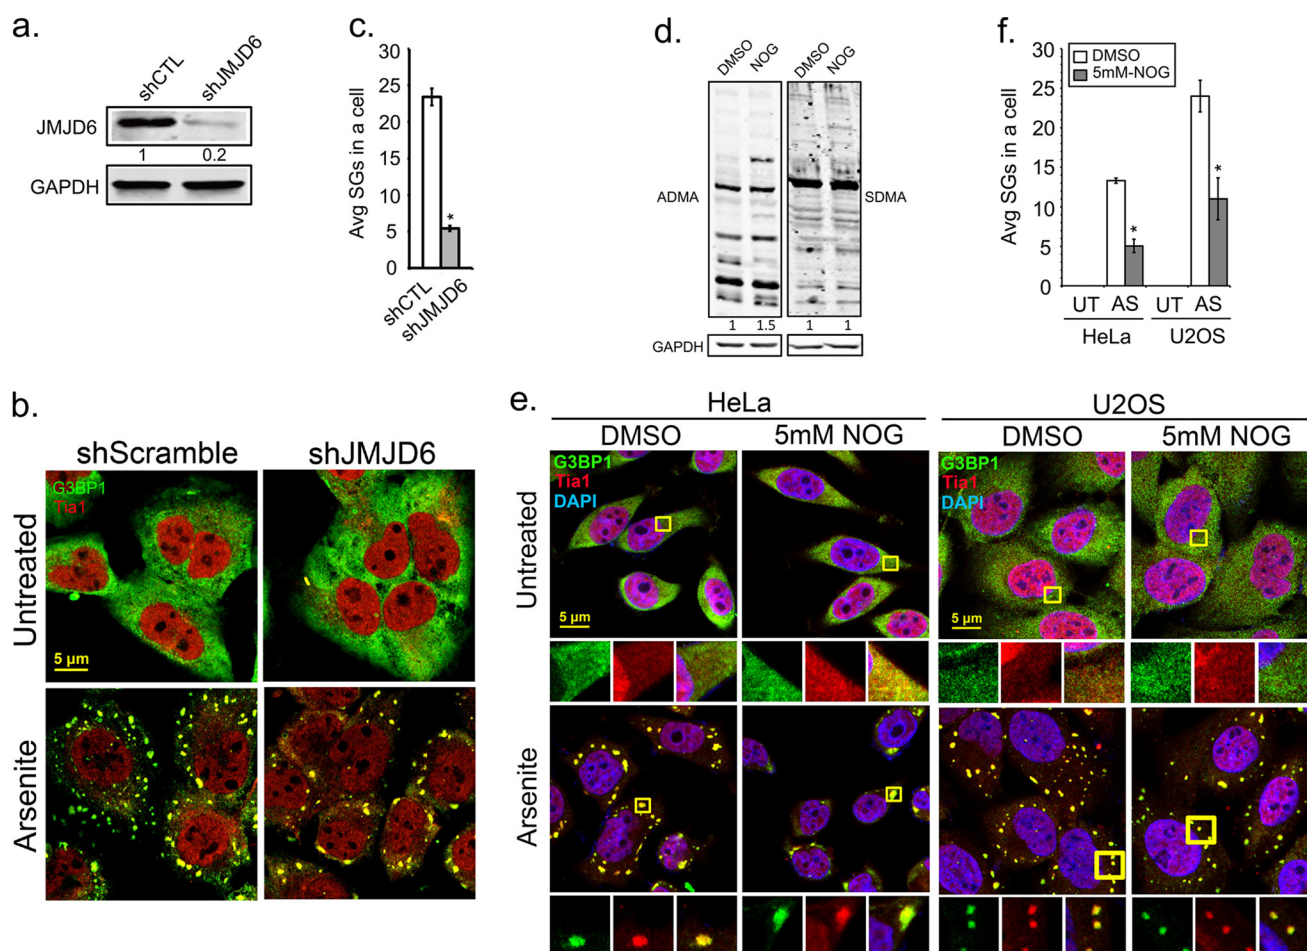 a.
shCTL
shJMJD6
JMJD6
1 0.2
GAPDH
c.
30
25
20
15
10
5
0
Avg SGs in a cell
*
shCTL
shJMJD6
d.
DMSO
NOG
DMSO
NOG
ADMA
SDMA
1 1.5 1 1
GAPDH
f.
DMSO
5mM-NOG
30
25
20
15
10
5
0
Avg SGs in a cell
*
*
UT AS UT AS
HeLa U2OS
b.
shScramble shJMJD6
G3BP1
Tia1
Untreated
5 µm
Arsenite
e.
HeLa U2OS
DMSO 5mM NOG DMSO 5mM NOG
G3BP1
Tia1
DAPI
G3BP1
Tia1
DAPI
Untreated
5 µm
5 µm
Arsenite